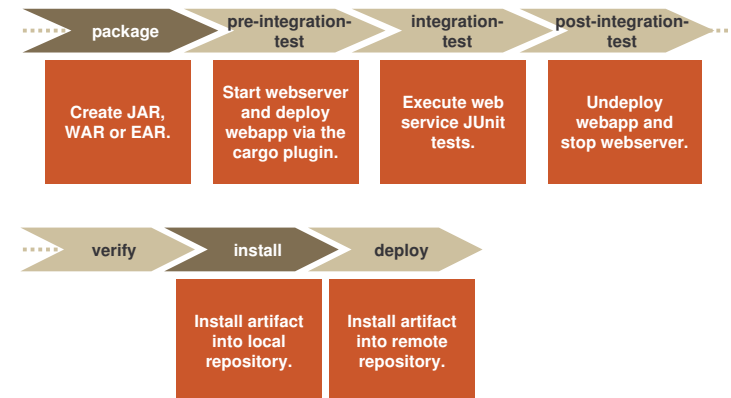 package
pre-integration-
test
integration-
test
post-integration-
test
Create JAR,
WAR or EAR.
Start webserver
and deploy
webapp via the
cargo plugin.
Execute web
service JUnit
tests.
Undeploy
webapp and
stop webserver.
verify
install
deploy
Install artifact
into local
repository.
Install artifact
into remote
repository.